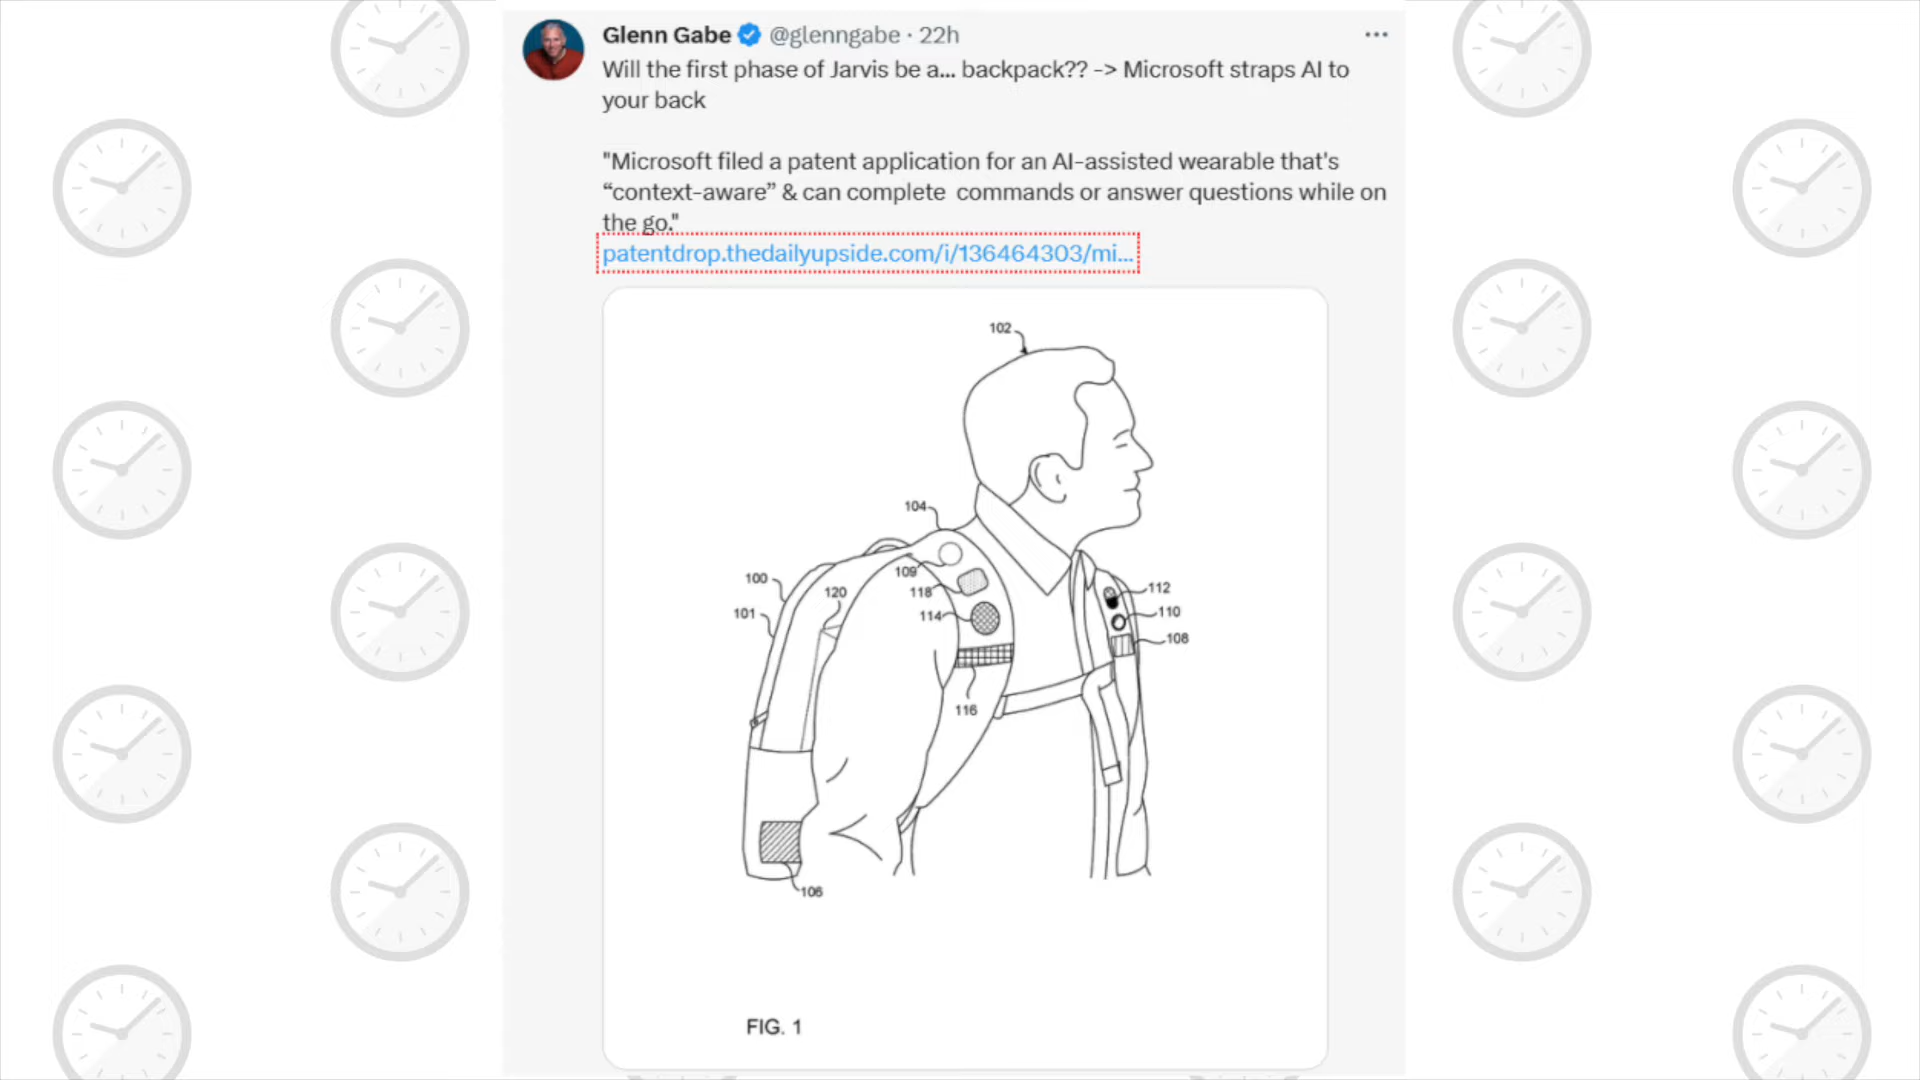 Glenn Gabe @glenngabe · 22h
Will the first phase of Jarvis be a... backpack?? -> Microsoft straps AI to
your back
"Microsoft filed a patent application for an AI-assisted wearable that's
“context-aware” & can complete  commands or answer questions while on
the go."
patentdrop.thedailyupside.com/i/136464303/mi...
102
104
100
109
120
118
112
101
114
110
108
116
106
FIG. 1